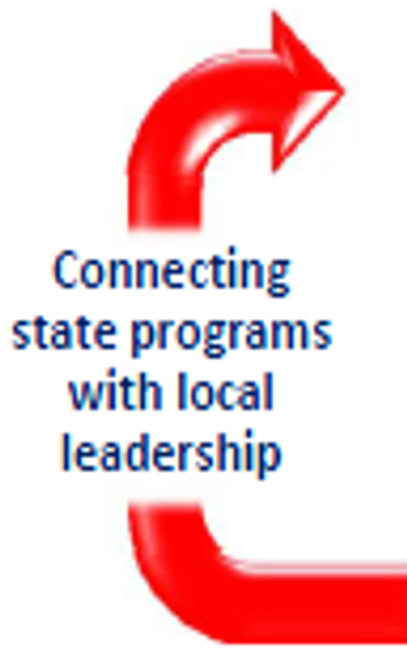 Connecting
state programs
with local
leadership